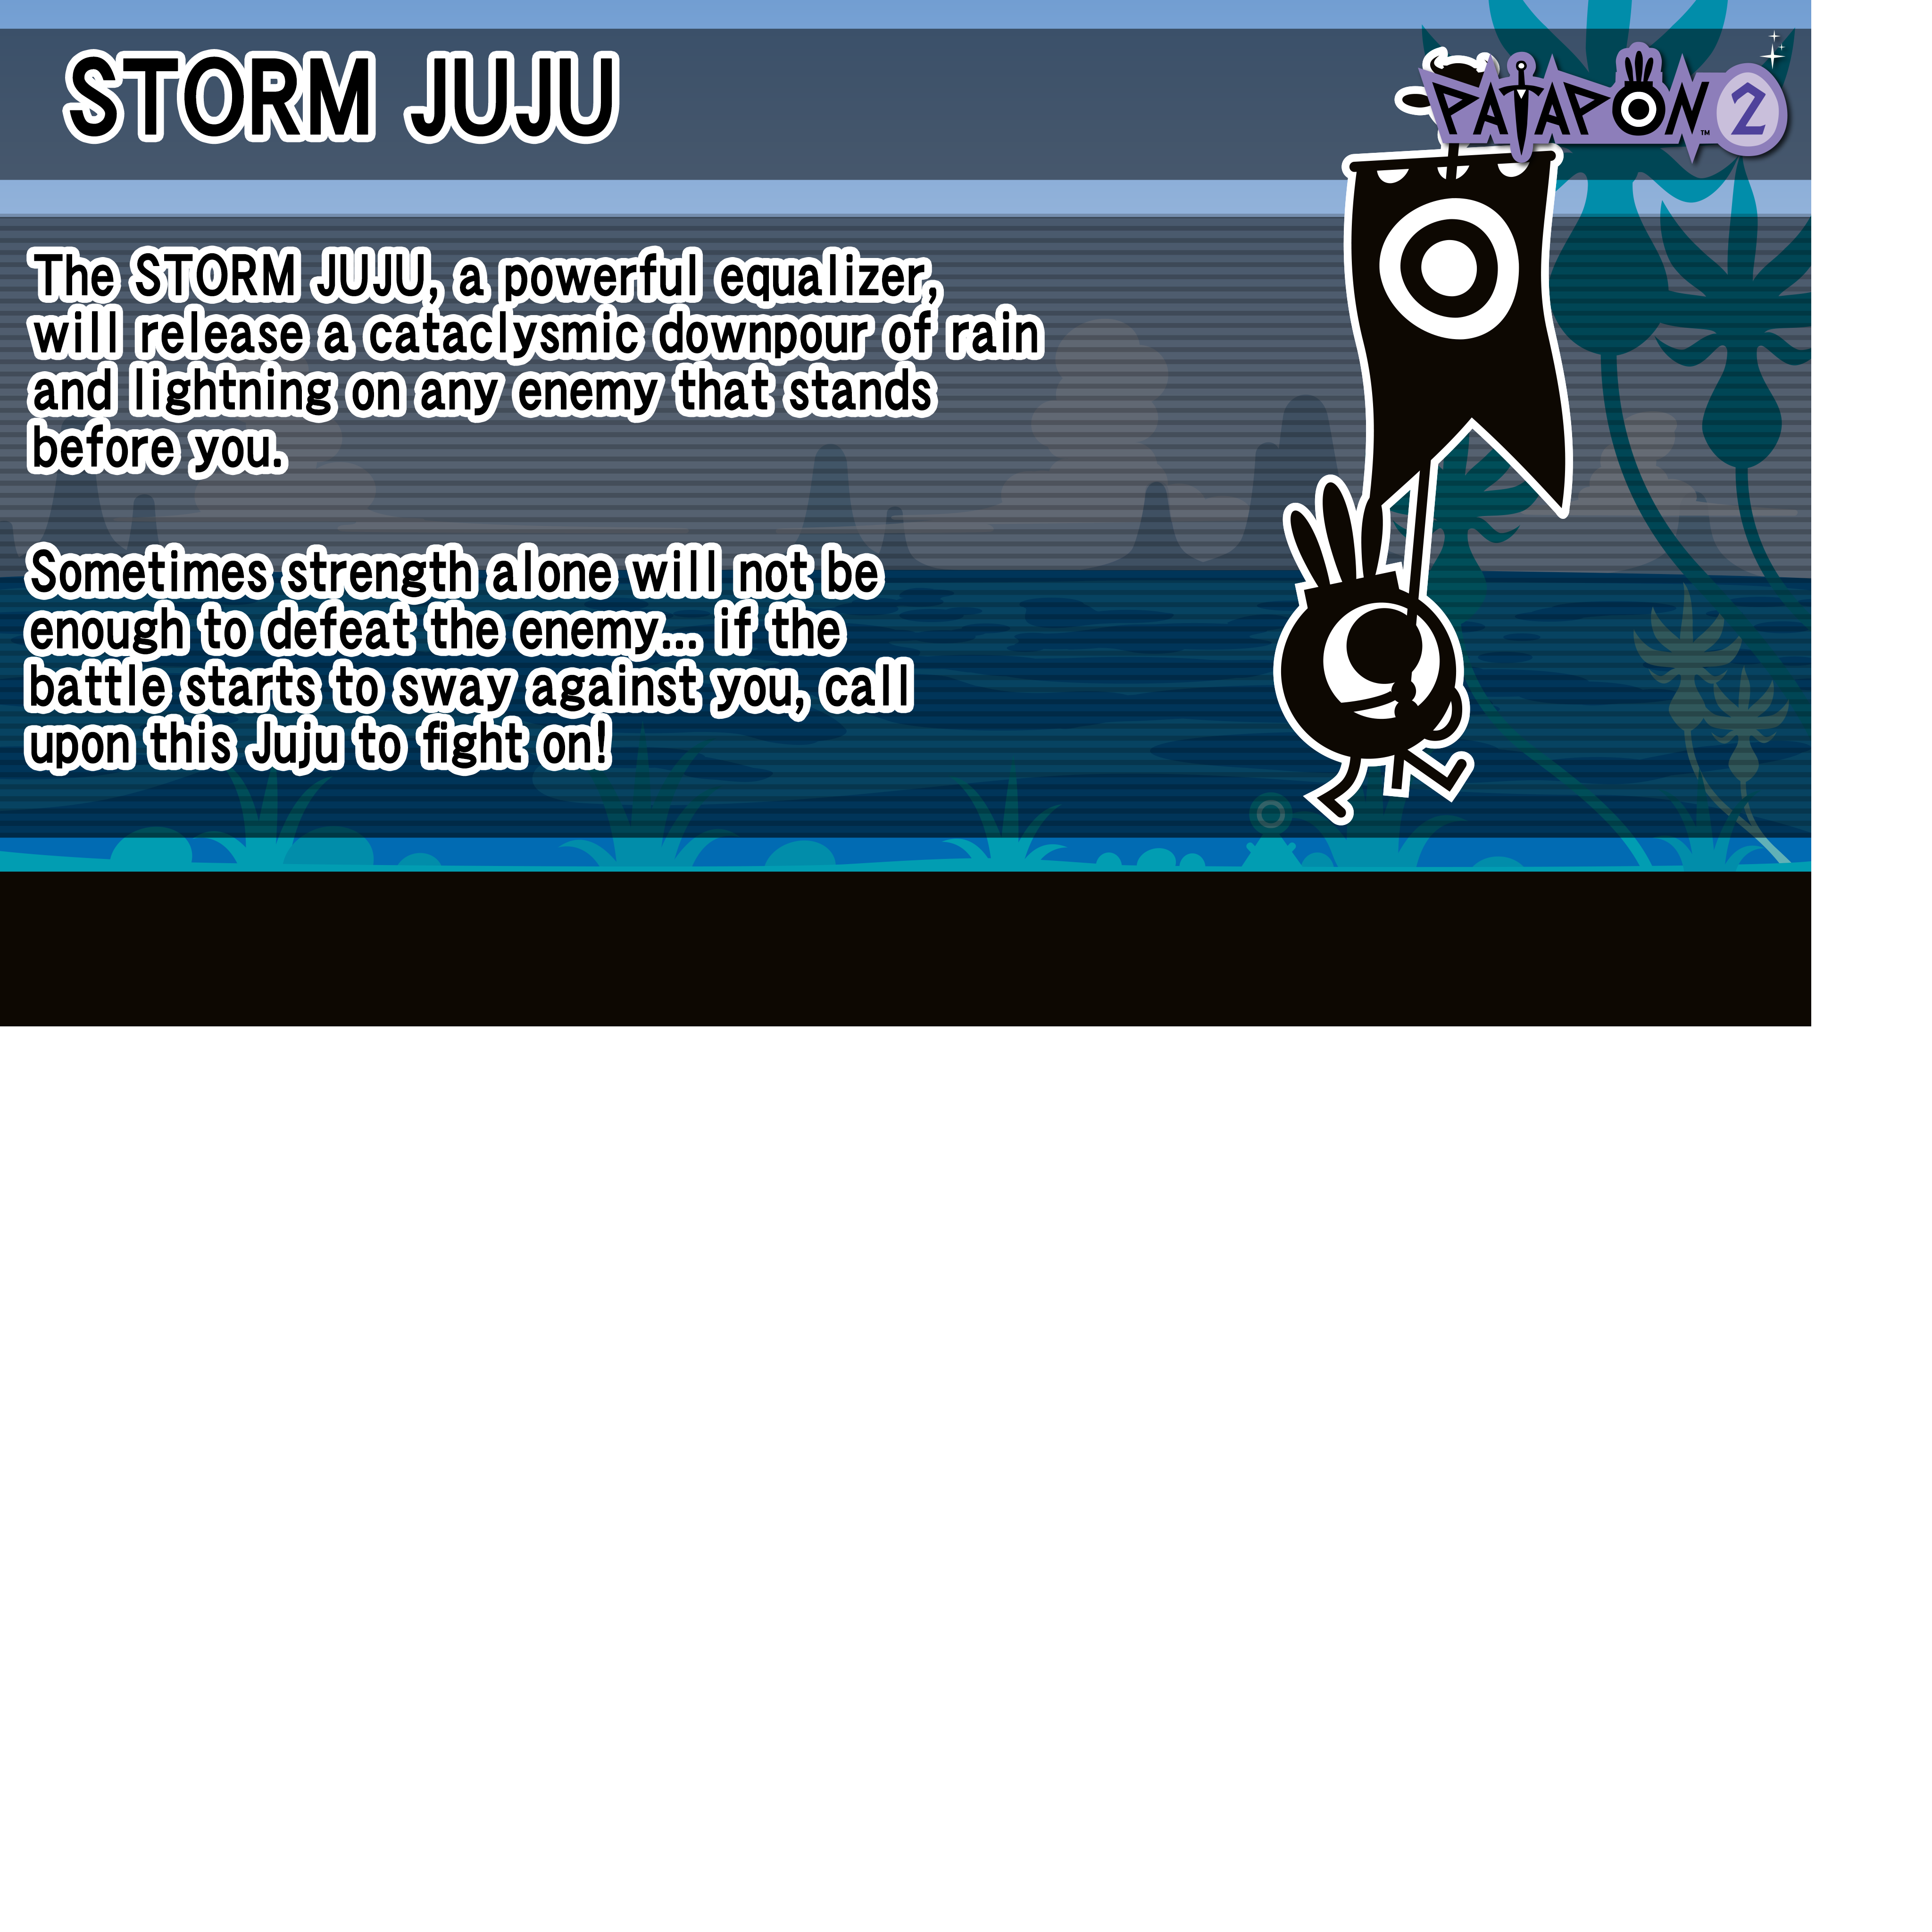 STORM JUJU
PATAPON™ 2
The STORM JUJU, a powerful equalizer,
will release a cataclysmic downpour of rain
and lightning on any enemy that stands
before you.
Sometimes strength alone will not be
enough to defeat the enemy... if the
battle starts to sway against you, call
upon this Juju to fight on!